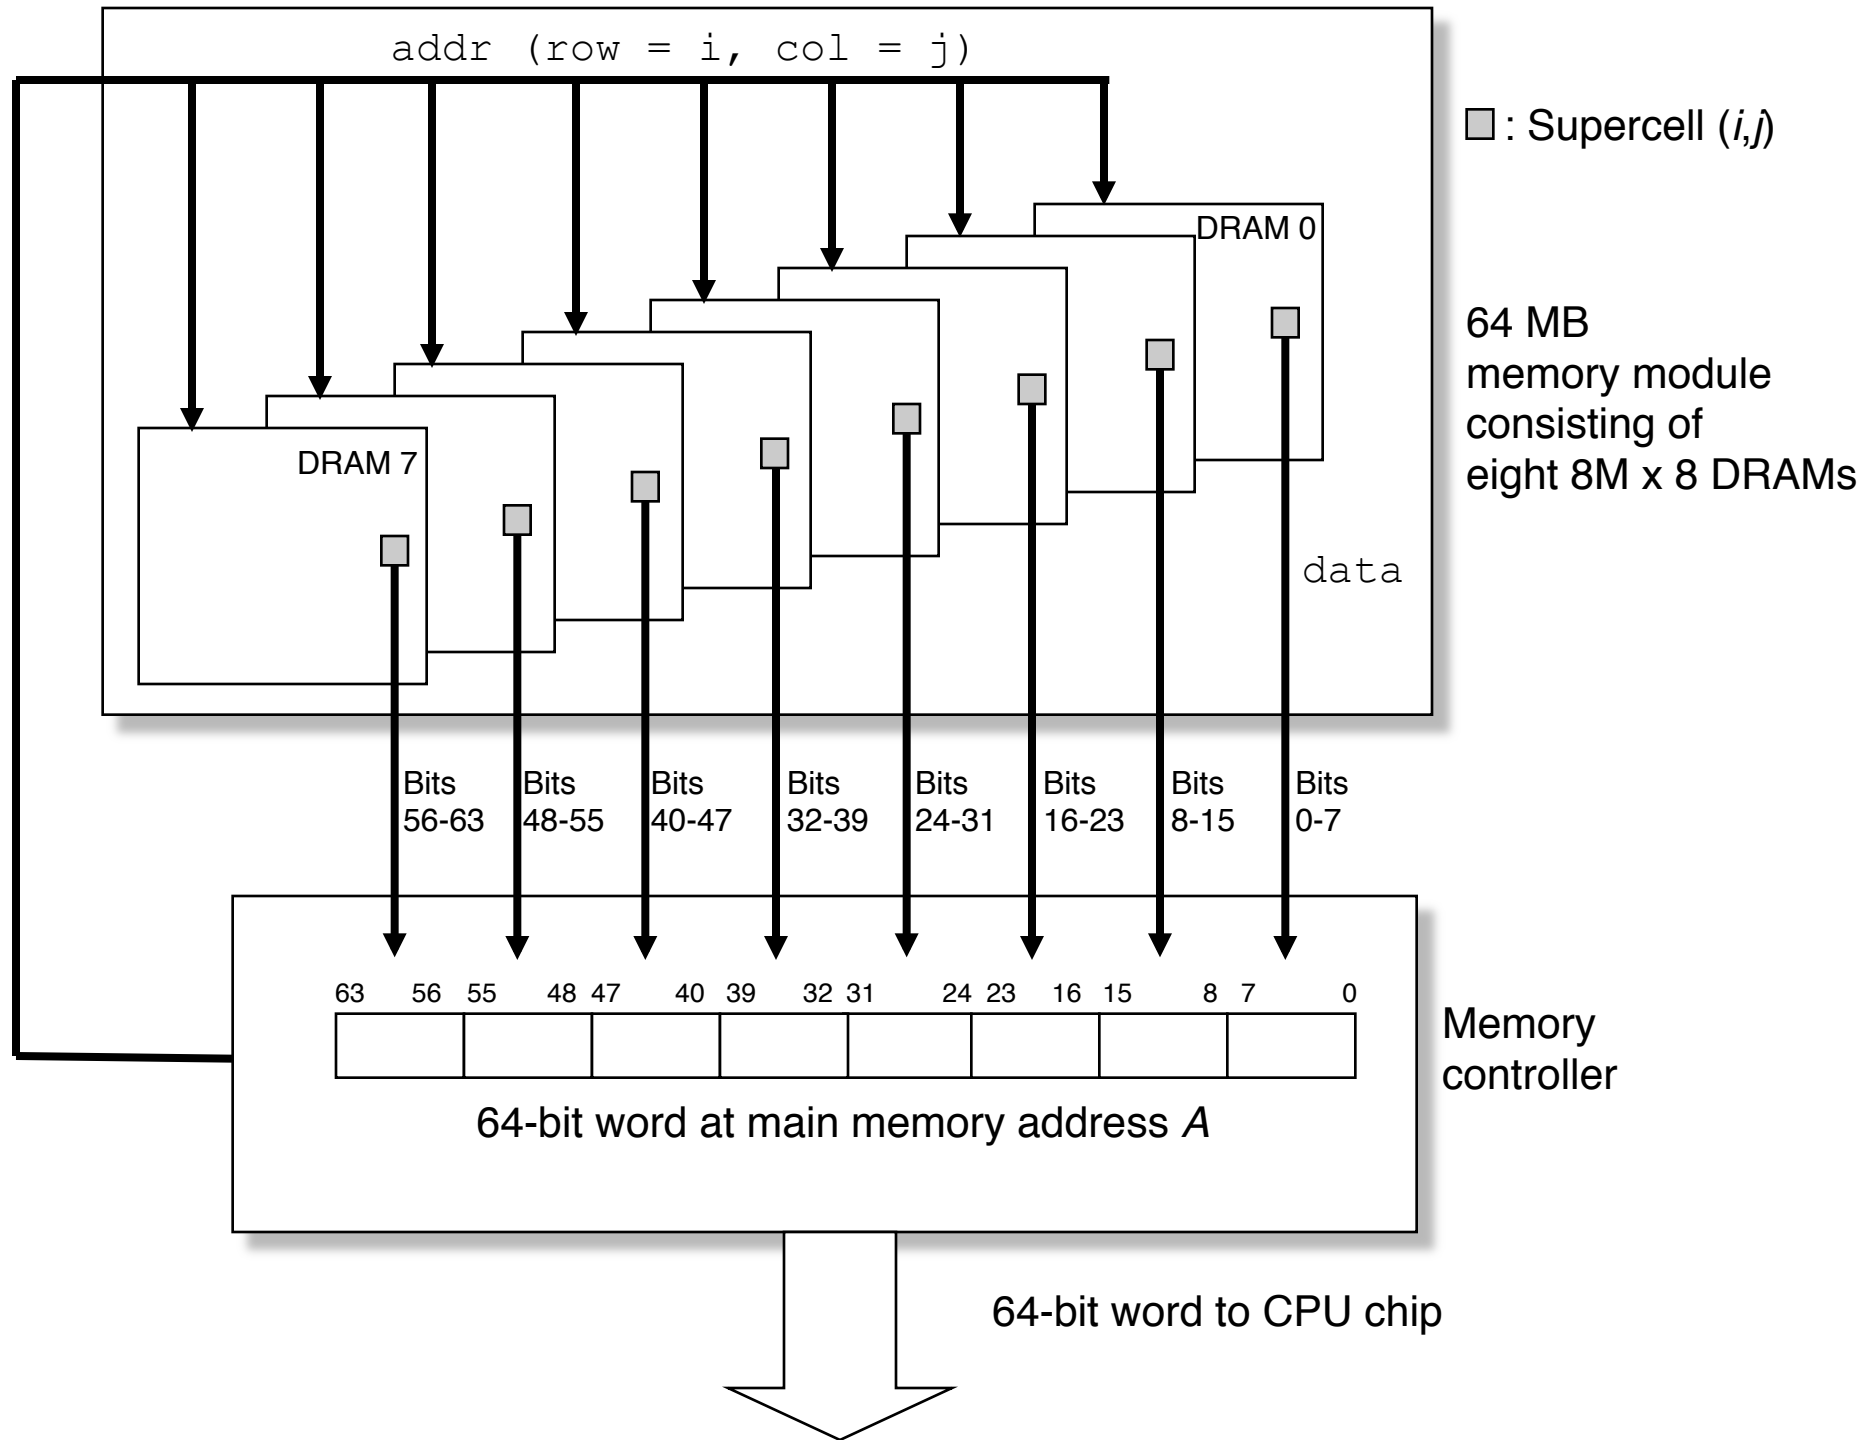 addr (row = i, col = j)
: Supercell (i,j)
DRAM 0
64 MB
memory module
consisting of
eight 8M x 8 DRAMs
DRAM 7
data
Bits
56-63
Bits
48-55
Bits
40-47
Bits
32-39
Bits
24-31
Bits
16-23
Bits
8-15
Bits
0-7
63 56 55 48 47 40 39 32 31 24 23 16 15 8 7 0
Memory
controller
64-bit word at main memory address A
64-bit word to CPU chip